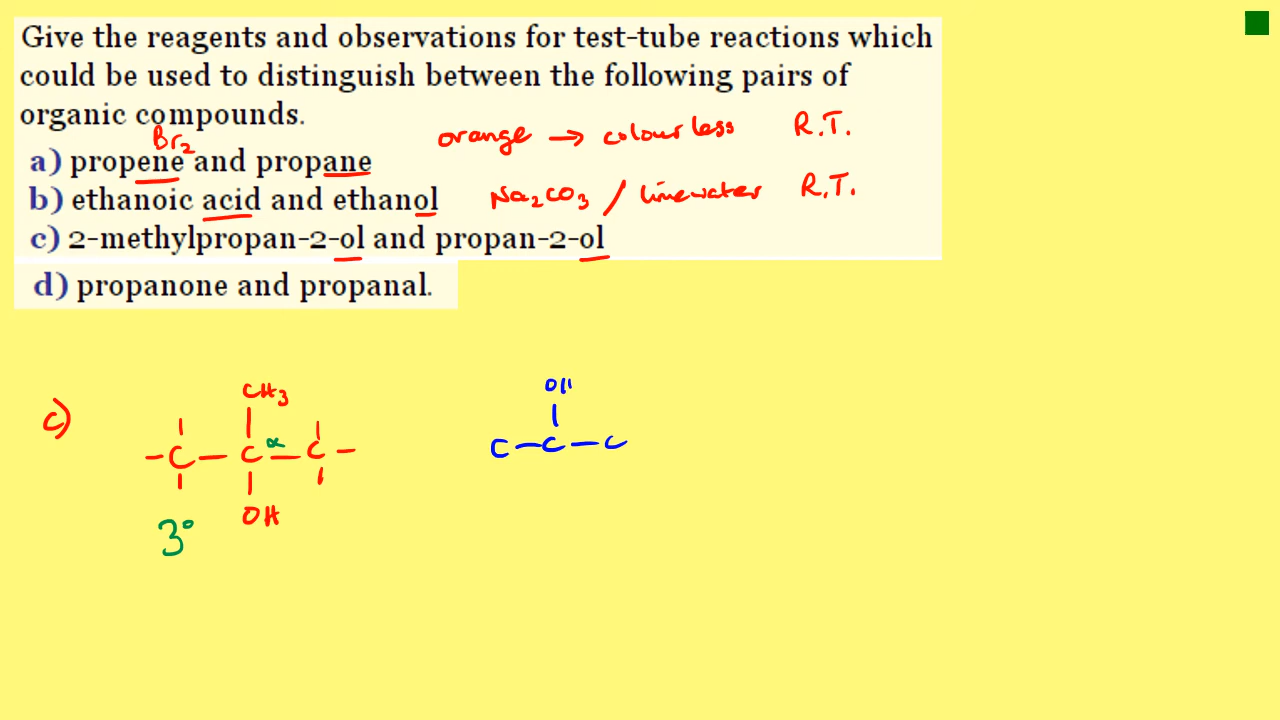 Give the reagents and observations for test-tube reactions which
could be used to distinguish between the following pairs of
organic compounds.
Br₂ orange → colourless R.T.
a) propene and propane
b) ethanoic acid and ethanol Na₂CO₃ / limewater R.T.
c) 2-methylpropan-2-ol and propan-2-ol
d) propanone and propanal.
CH₃ OH
c)
- C - C α - C - C - C - C
OH
3°